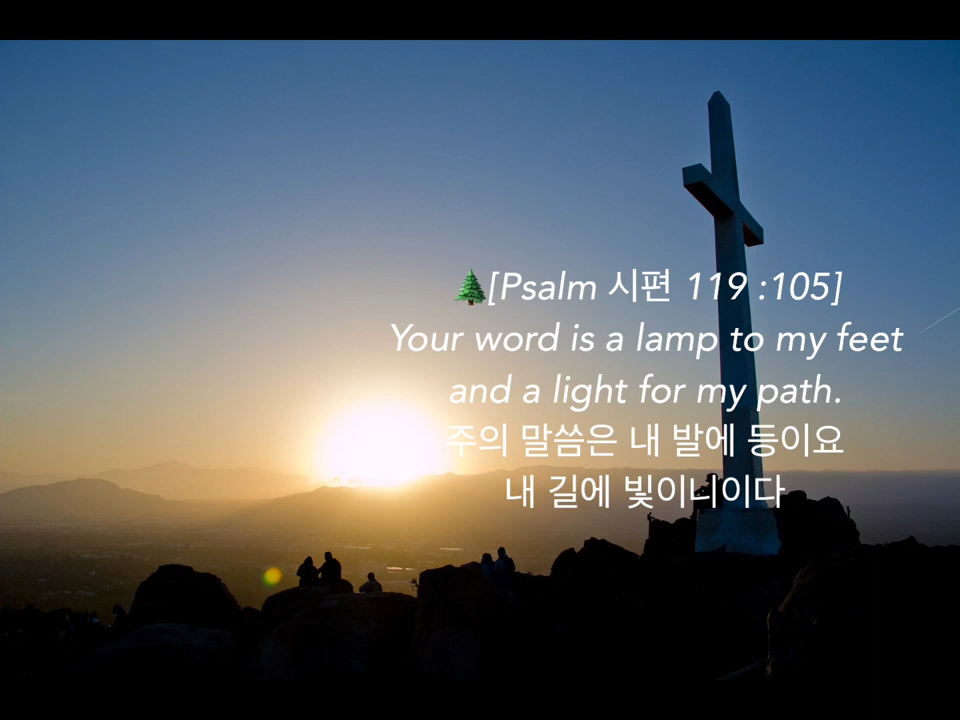 🌲[Psalm 시편 119 :105]
Your word is a lamp to my feet
and a light for my path.
주의 말씀은 내 발에 등이요
내 길에 빛이니이다